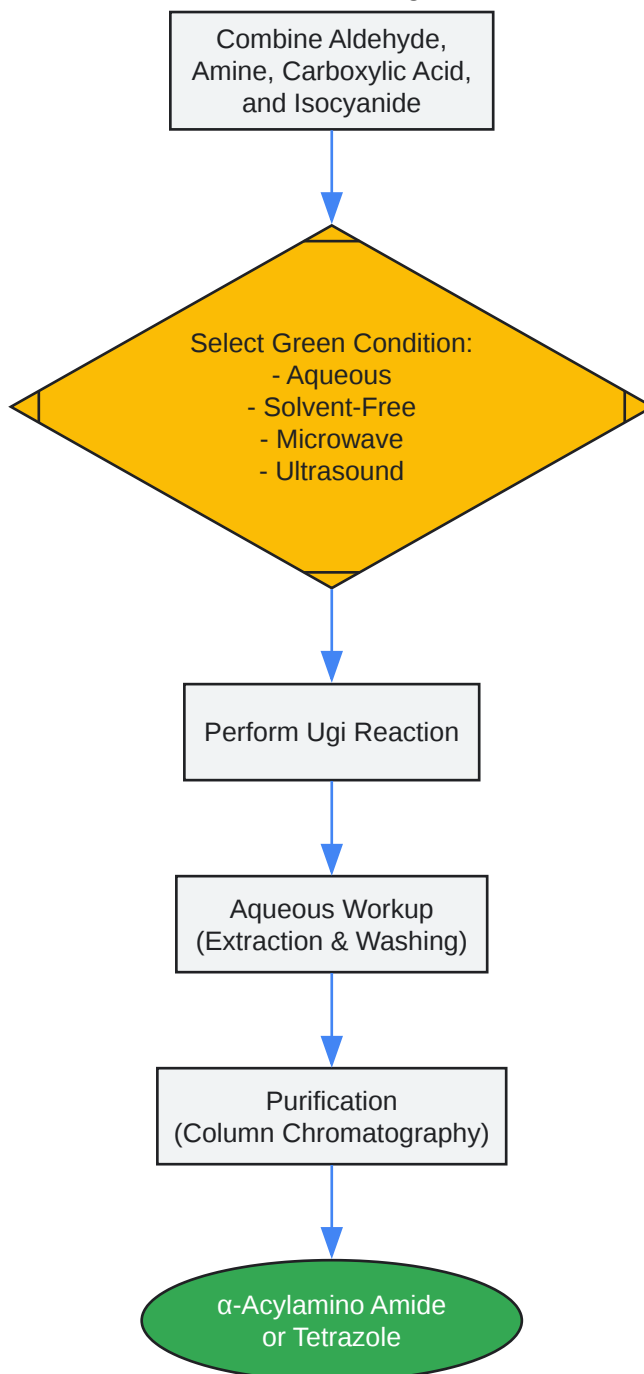 Combine Aldehyde,
Amine, Carboxylic Acid,
and Isocyanide
Select Green Condition:
- Aqueous
- Solvent-Free
- Microwave
- Ultrasound
Perform Ugi Reaction
Aqueous Workup
(Extraction & Washing)
Purification
(Column Chromatography)
α-Acylamino Amide
or Tetrazole